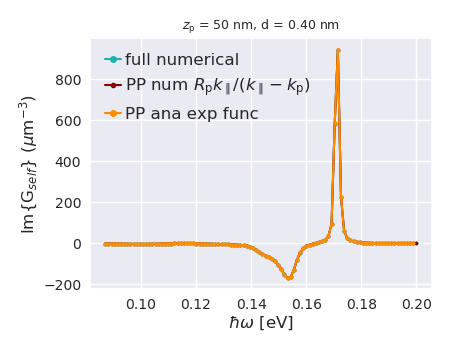 z_p = 50 nm, d = 0.40 nm
full numerical
PP num R_p k_∥/(k_∥ − k_p)
PP ana exp func
Im{G_self} (μm⁻³)
800
600
400
200
0
−200
0.10 0.12 0.14 0.16 0.18 0.20
ħω [eV]